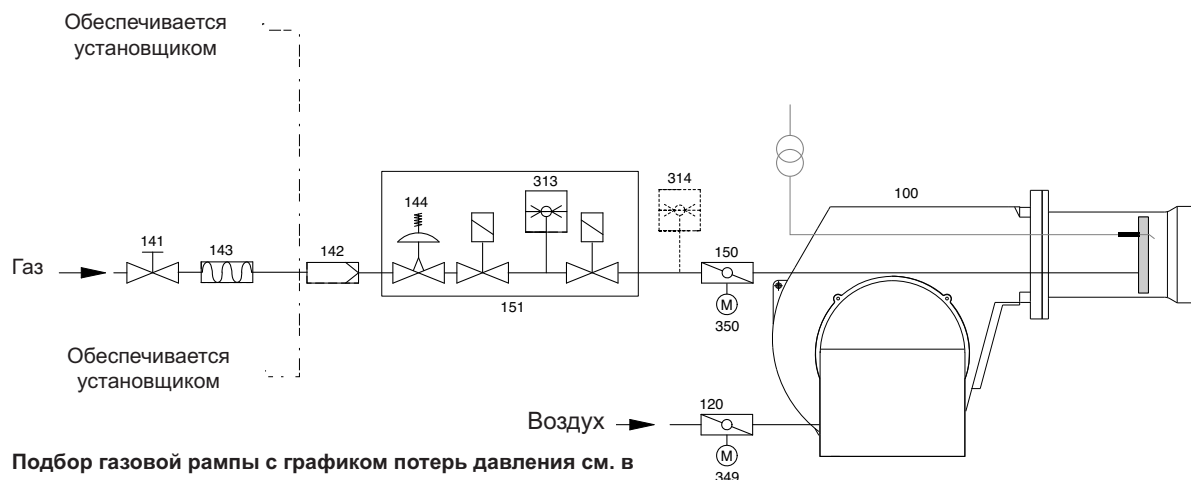 Обеспечивается
установщиком
313
314
100
144
141
143
142
150
Газ
151
M
350
Обеспечивается
установщиком
120
Воздух
M
349
Подбор газовой рампы с графиком потерь давления см. в